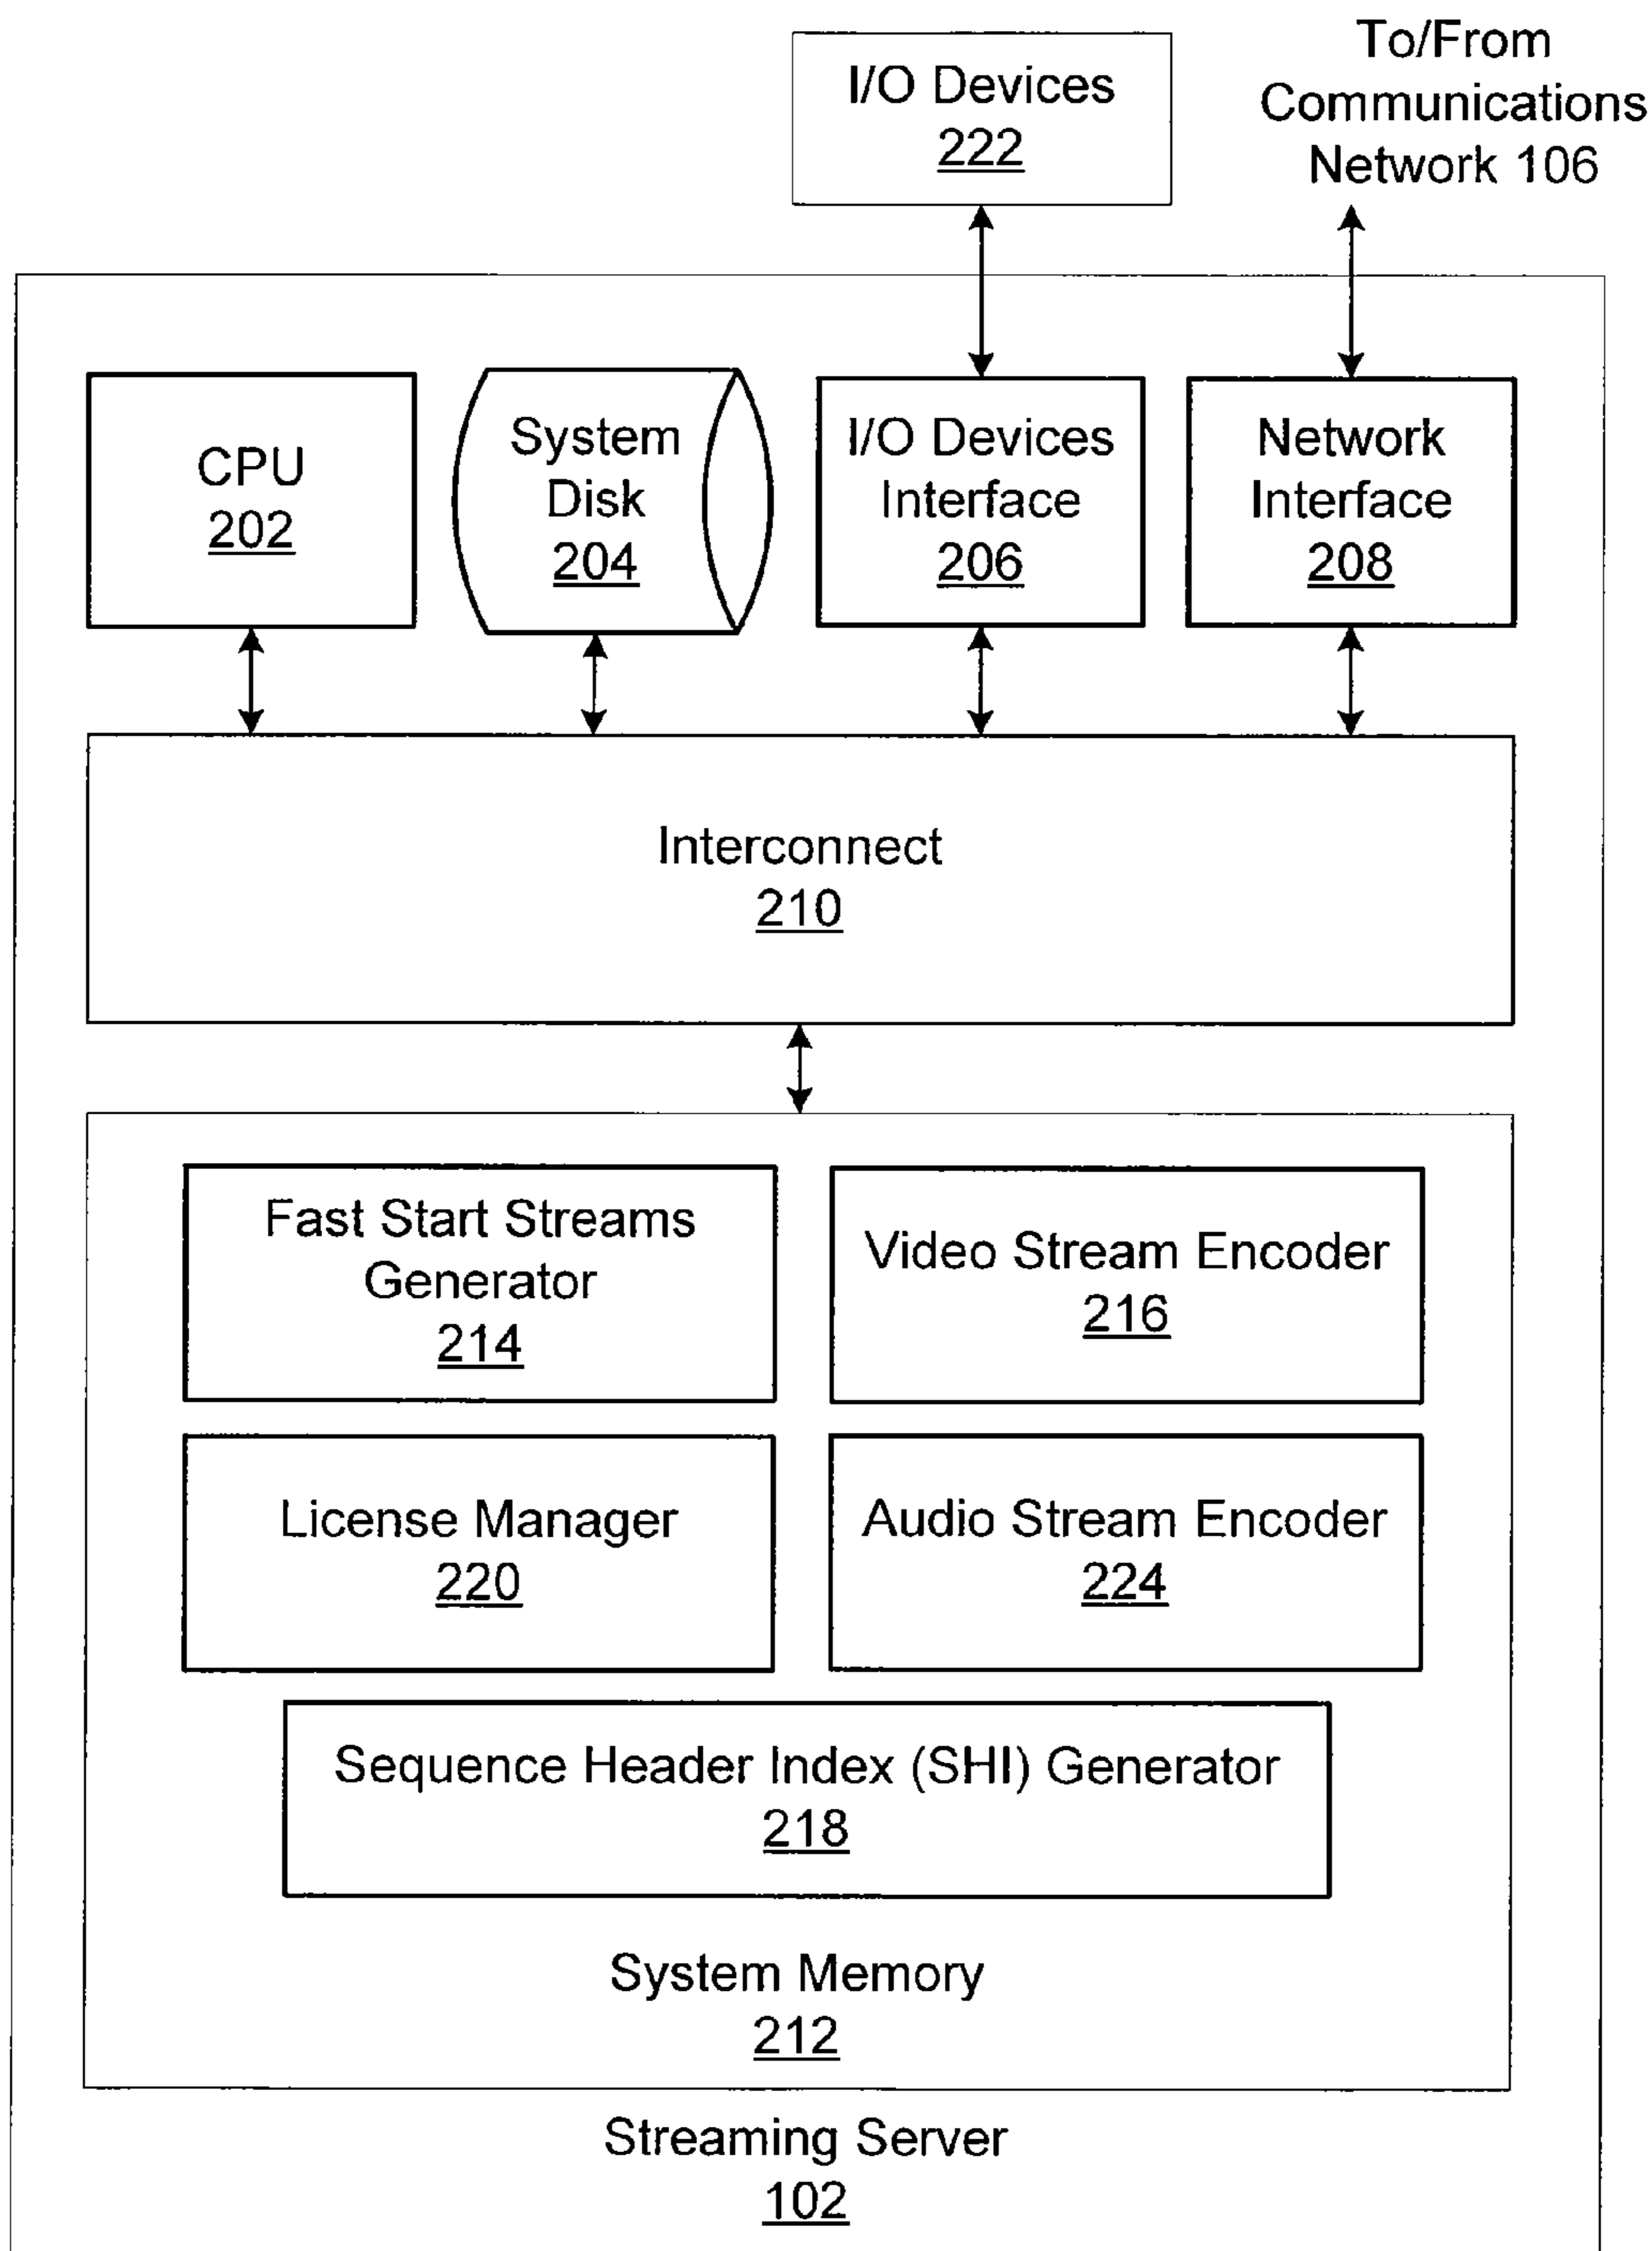 I/O Devices
222
To/From
Communications
Network 106
CPU
202
System
Disk
204
I/O Devices
Interface
206
Network
Interface
208
Interconnect
210
Fast Start Streams
Generator
214
Video Stream Encoder
216
License Manager
220
Audio Stream Encoder
224
Sequence Header Index (SHI) Generator
218
System Memory
212
Streaming Server
102